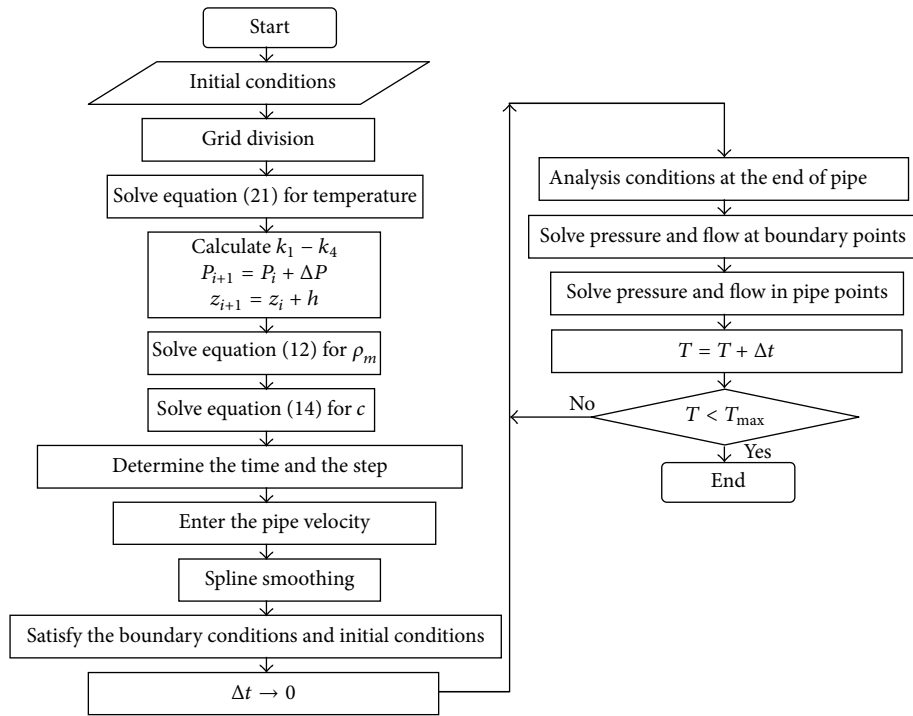 Start
Initial conditions
Grid division
Solve equation (21) for temperature
Calculate k₁ − k₄
Pᵢ₊₁ = Pᵢ + ΔP
zᵢ₊₁ = zᵢ + h
Solve equation (12) for ρₘ
Solve equation (14) for c
Determine the time and the step
Enter the pipe velocity
Spline smoothing
Satisfy the boundary conditions and initial conditions
Δt → 0
Analysis conditions at the end of pipe
Solve pressure and flow at boundary points
Solve pressure and flow in pipe points
T = T + Δt
No
T < Tmax
Yes
End